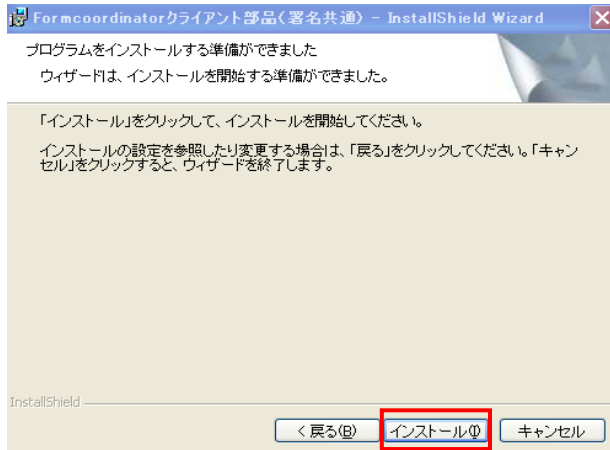 Formcoordinatorクライアント部品(署名共通) - InstallShield Wizard
プログラムをインストールする準備ができました
ウィザードは、インストールを開始する準備ができました。
「インストール」をクリックして、インストールを開始してください。
インストールの設定を参照したり変更する場合は、「戻る」をクリックしてください。「キャン
セル」をクリックすると、ウィザードを終了します。
InstallShield
< 戻る(B) インストール(I) キャンセル